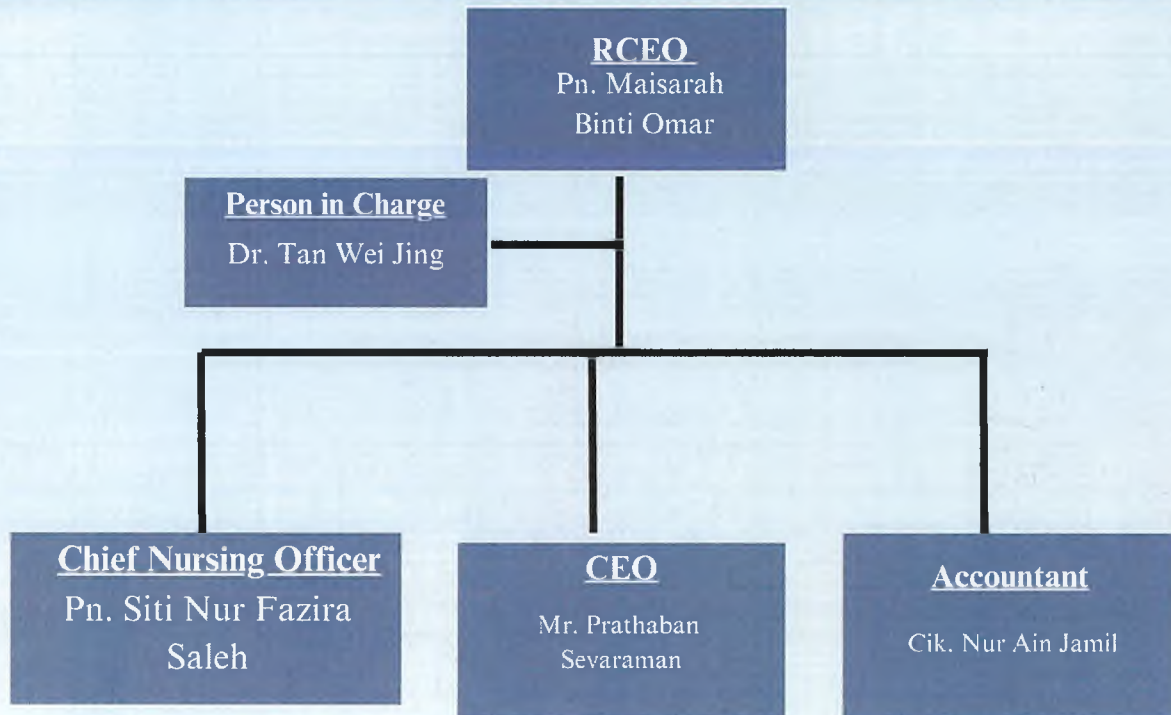 RCEO
Pn. Maisarah
Binti Omar
Person in Charge
Dr. Tan Wei Jing
Chief Nursing Officer
Pn. Siti Nur Fazira
Saleh
CEO
Mr. Prathaban
Sevaraman
Accountant
Cik. Nur Ain Jamil